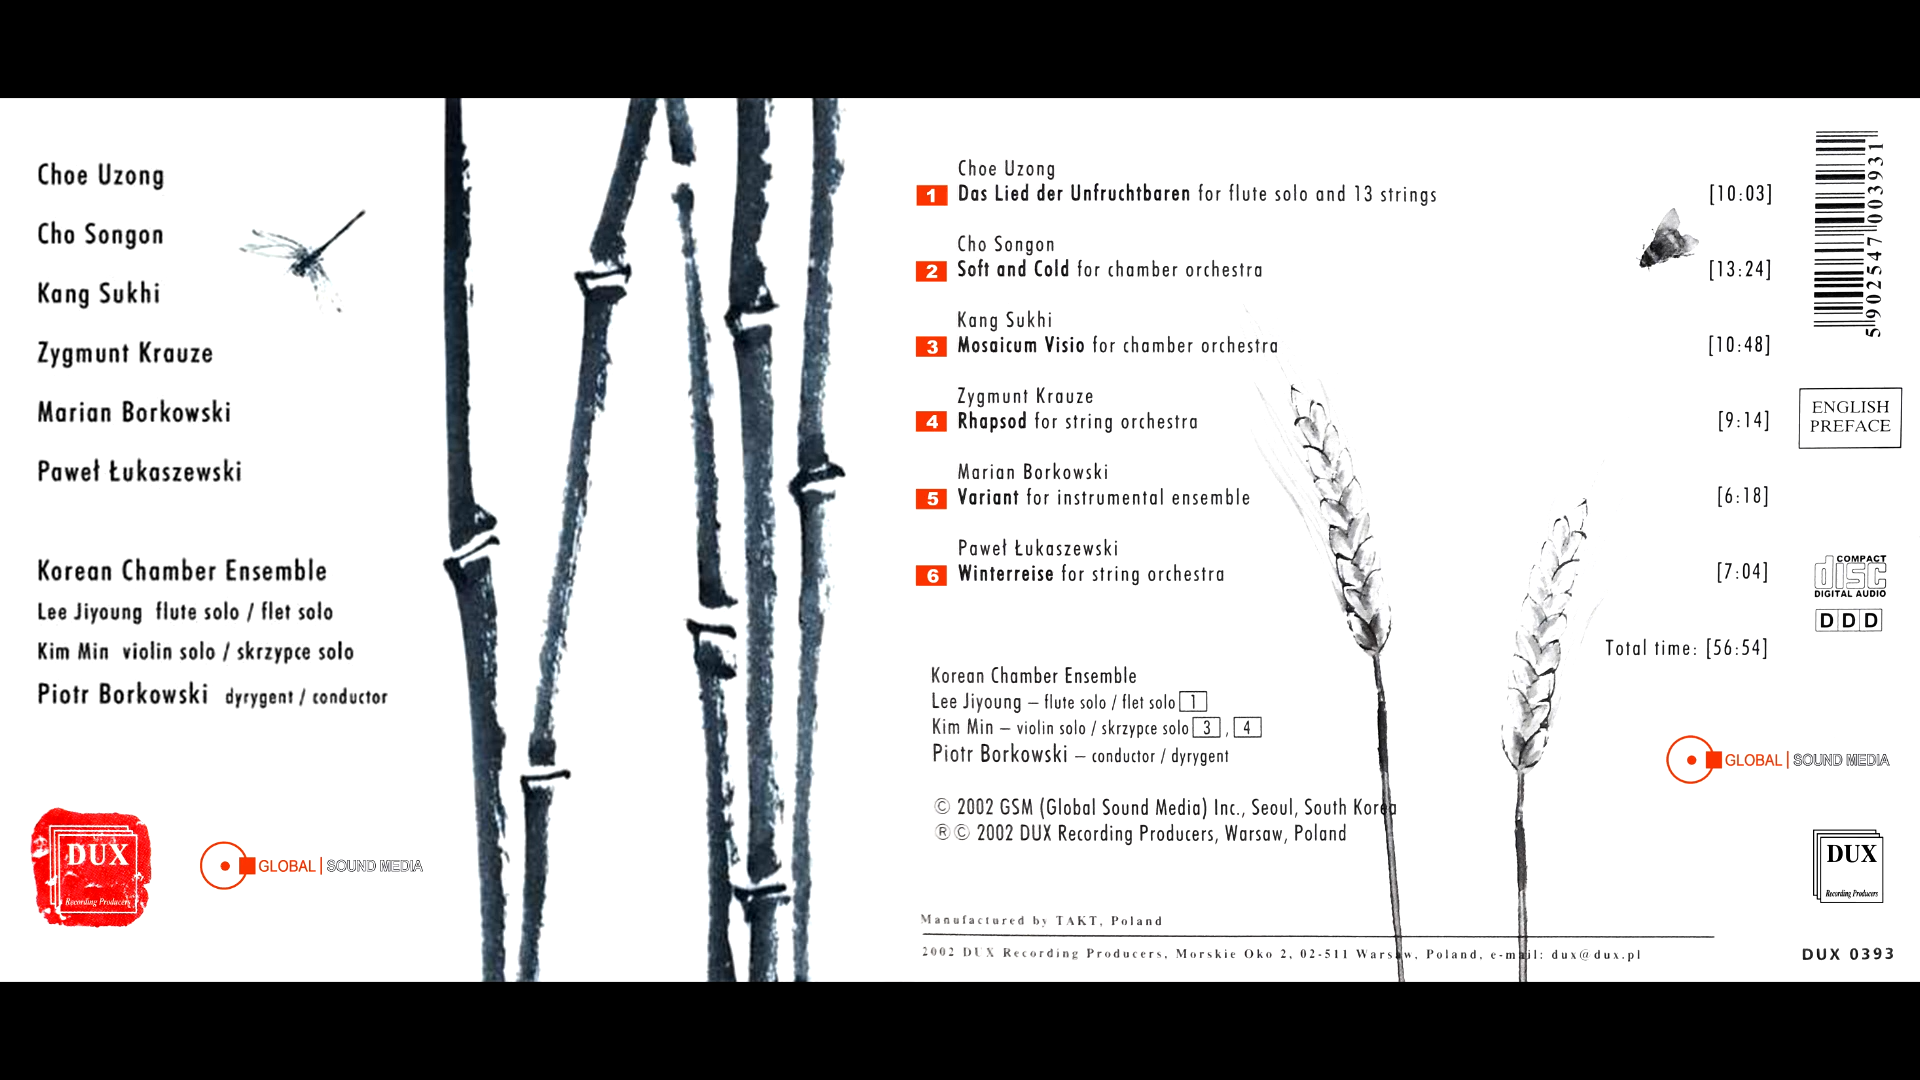 Choe Uzong
Cho Songon
Kang Sukhi
Zygmunt Krauze
Marian Borkowski
Paweł Łukaszewski
Korean Chamber Ensemble
Lee Jiyoung flute solo / flet solo
Kim Min violin solo / skrzypce solo
Piotr Borkowski dyrygent / conductor
DUX
Recording Producers
GLOBAL | SOUND MEDIA
Choe Uzong
1 Das Lied der Unfruchtbaren for flute solo and 13 strings [10:03]
Cho Songon
2 Soft and Cold for chamber orchestra [13:24]
Kang Sukhi
3 Mosaicum Visio for chamber orchestra [10:48]
Zygmunt Krauze
4 Rhapsod for string orchestra [9:14]
Marian Borkowski
5 Variant for instrumental ensemble [6:18]
Paweł Łukaszewski
6 Winterreise for string orchestra [7:04]
Total time: [56:54]
Korean Chamber Ensemble
Lee Jiyoung – flute solo / flet solo 1
Kim Min – violin solo / skrzypce solo 3 , 4
Piotr Borkowski – conductor / dyrygent
© 2002 GSM (Global Sound Media) Inc., Seoul, South Korea
®© 2002 DUX Recording Producers, Warsaw, Poland
Manufactured by TAKT, Poland
2002 DUX Recording Producers, Morskie Oko 2, 02-511 Warsaw, Poland, e-mail: dux@dux.pl
5 902547 003931
ENGLISH
PREFACE
COMPACT
disc
DIGITAL AUDIO
DDD
GLOBAL | SOUND MEDIA
DUX
Recording Producers
DUX 0393